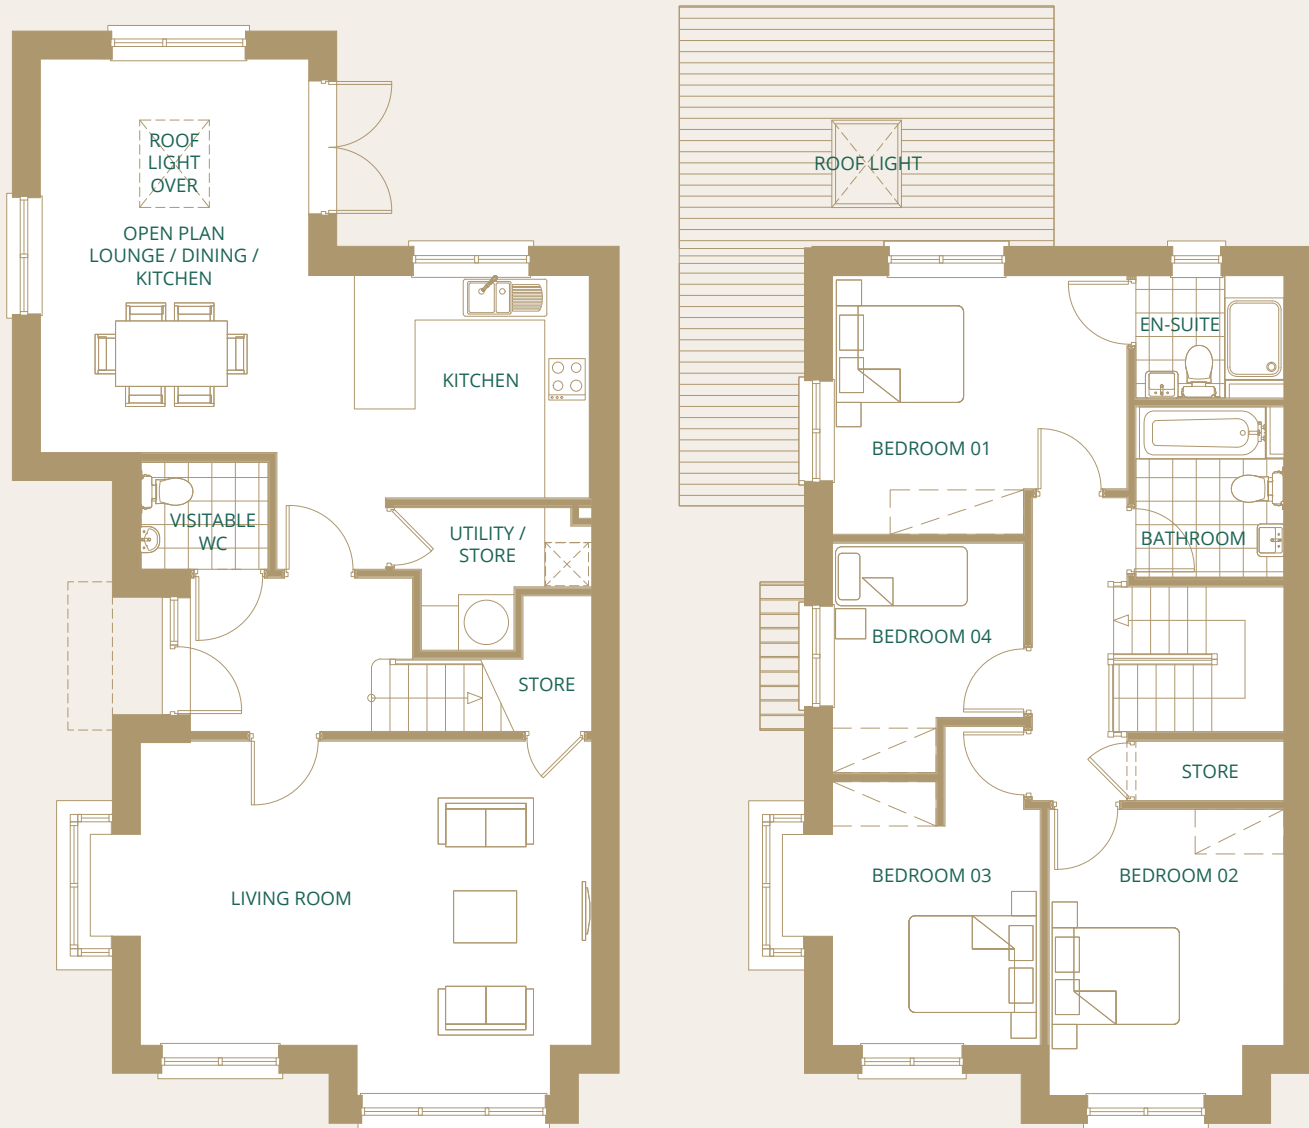 ROOF
LIGHT
OVER
OPEN PLAN
LOUNGE / DINING /
KITCHEN
KITCHEN
VISITABLE
WC
UTILITY /
STORE
STORE
LIVING ROOM
ROOF LIGHT
EN-SUITE
BEDROOM 01
BATHROOM
BEDROOM 04
STORE
BEDROOM 03
BEDROOM 02